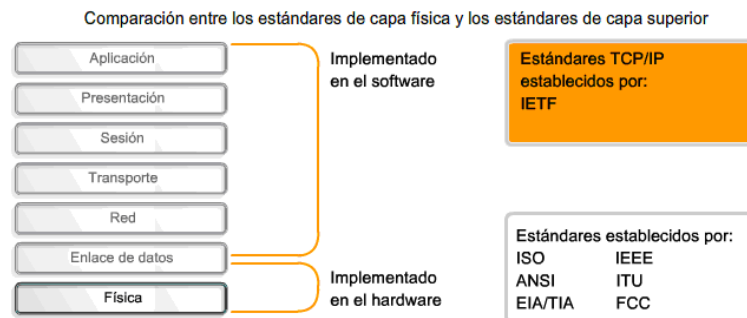 Comparación entre los estándares de capa física y los estándares de capa superior
Aplicación
Presentación
Sesión
Transporte
Red
Enlace de datos
Física
Implementado
en el software
Implementado
en el hardware
Estándares TCP/IP
establecidos por:
IETF
Estándares establecidos por:
ISO IEEE
ANSI ITU
EIA/TIA FCC